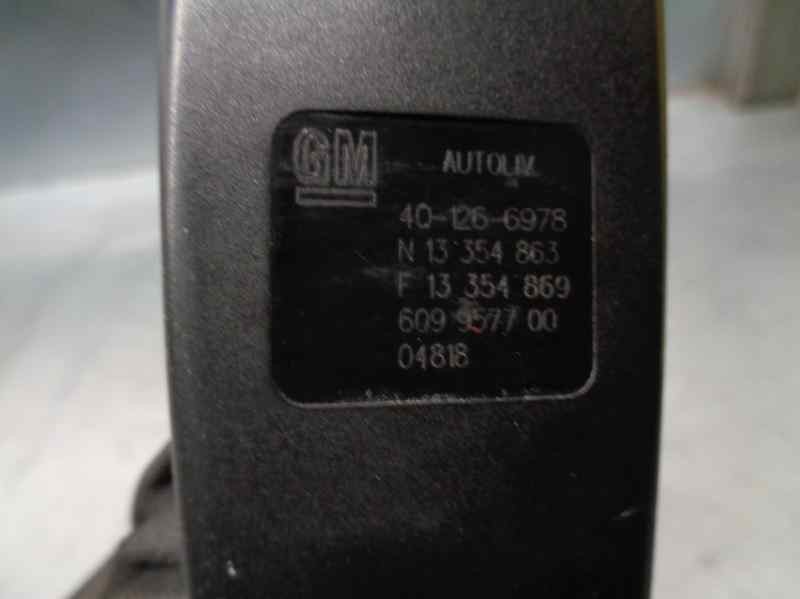 GM
AUTOLIV
40-126-6978
N 13 354 863
F 13 354 869
609 9577 00
04818